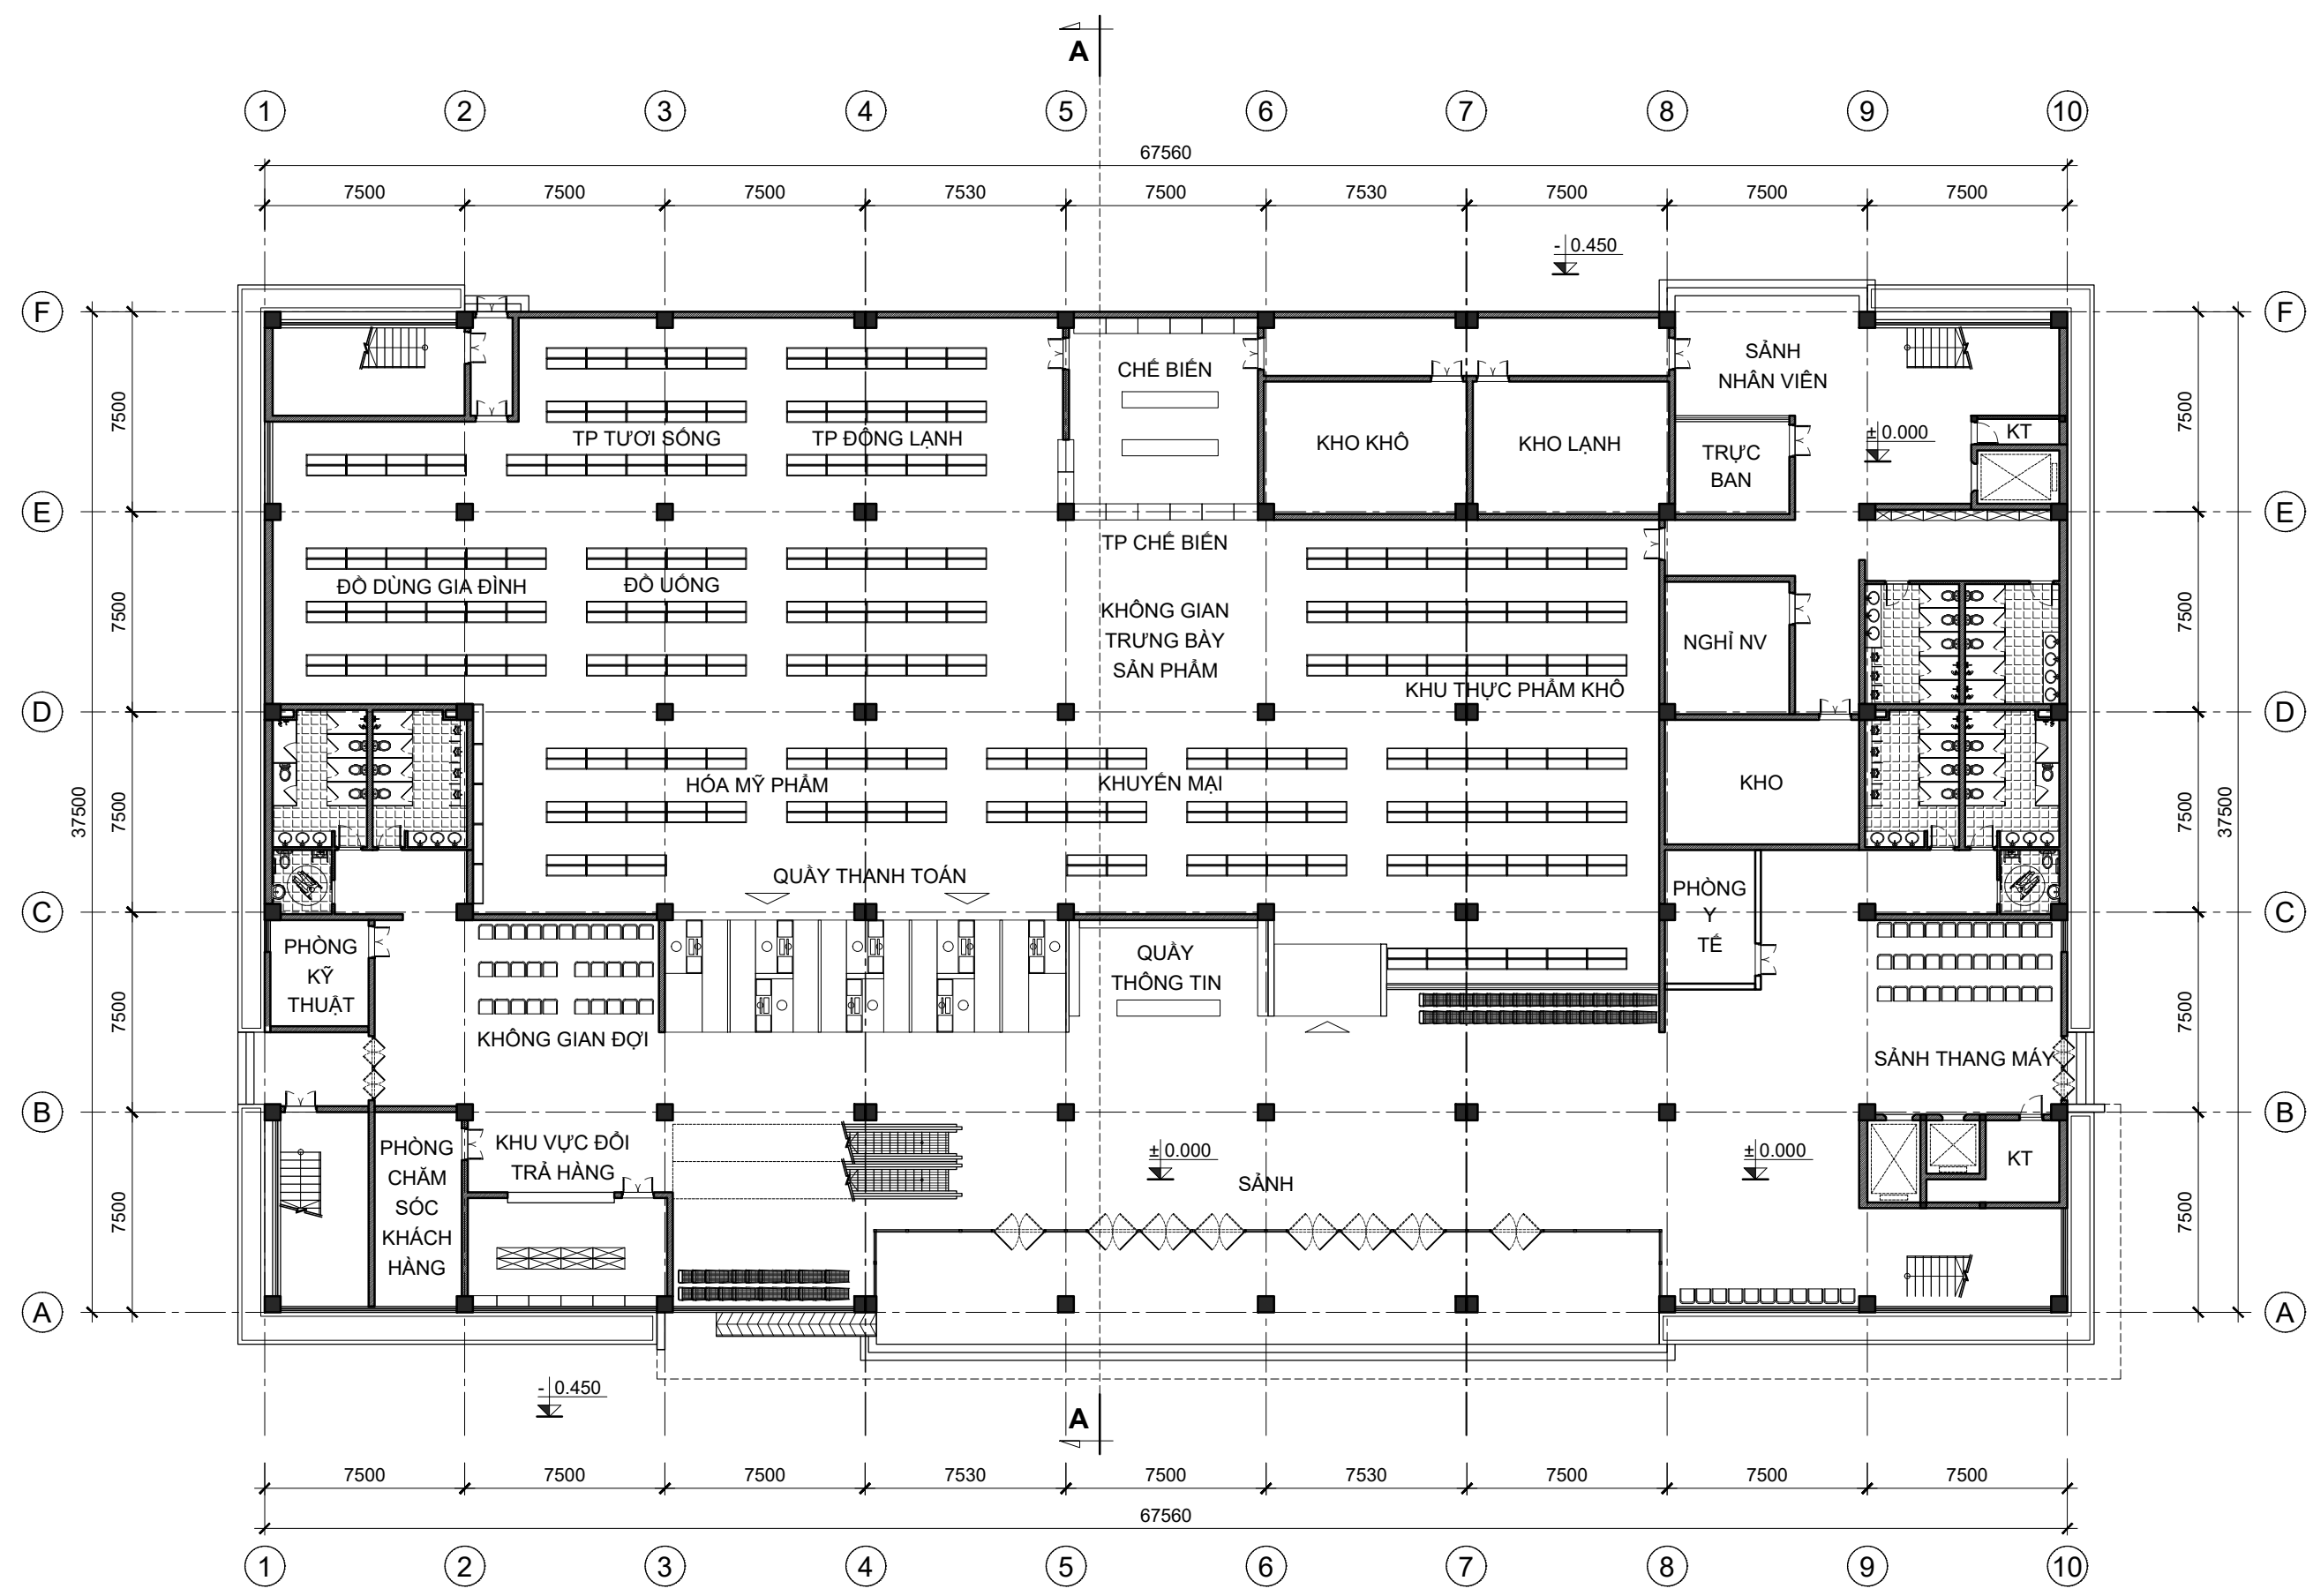 A
1 2 3 4 5 6 7 8 9 10
67560
7500 7500 7500 7530 7500 7530 7500 7500 7500
- 0.450
F F
CHẾ BIẾN
SẢNH
NHÂN VIÊN
7500 7500
TP TƯƠI SỐNG TP ĐÔNG LẠNH KHO KHÔ KHO LẠNH
± 0.000 KT
TRỰC
BAN
E E
TP CHẾ BIẾN
ĐỒ DÙNG GIA ĐÌNH ĐỒ UỐNG
7500 7500
KHÔNG GIAN
TRƯNG BÀY
SẢN PHẨM
NGHỈ NV
KHU THỰC PHẨM KHÔ
D D
HÓA MỸ PHẨM KHUYẾN MẠI KHO
37500 7500 7500 37500
QUẦY THANH TOÁN
PHÒNG
Y
TẾ
C C
PHÒNG
KỸ
THUẬT
QUẦY
THÔNG TIN
7500 7500
KHÔNG GIAN ĐỢI
SẢNH THANG MÁY
B B
PHÒNG
CHĂM
SÓC
KHÁCH
HÀNG
KHU VỰC ĐỔI
TRẢ HÀNG
± 0.000 ± 0.000 KT
SẢNH
7500 7500
A A
- 0.450
A
7500 7500 7500 7530 7500 7530 7500 7500 7500
67560
1 2 3 4 5 6 7 8 9 10